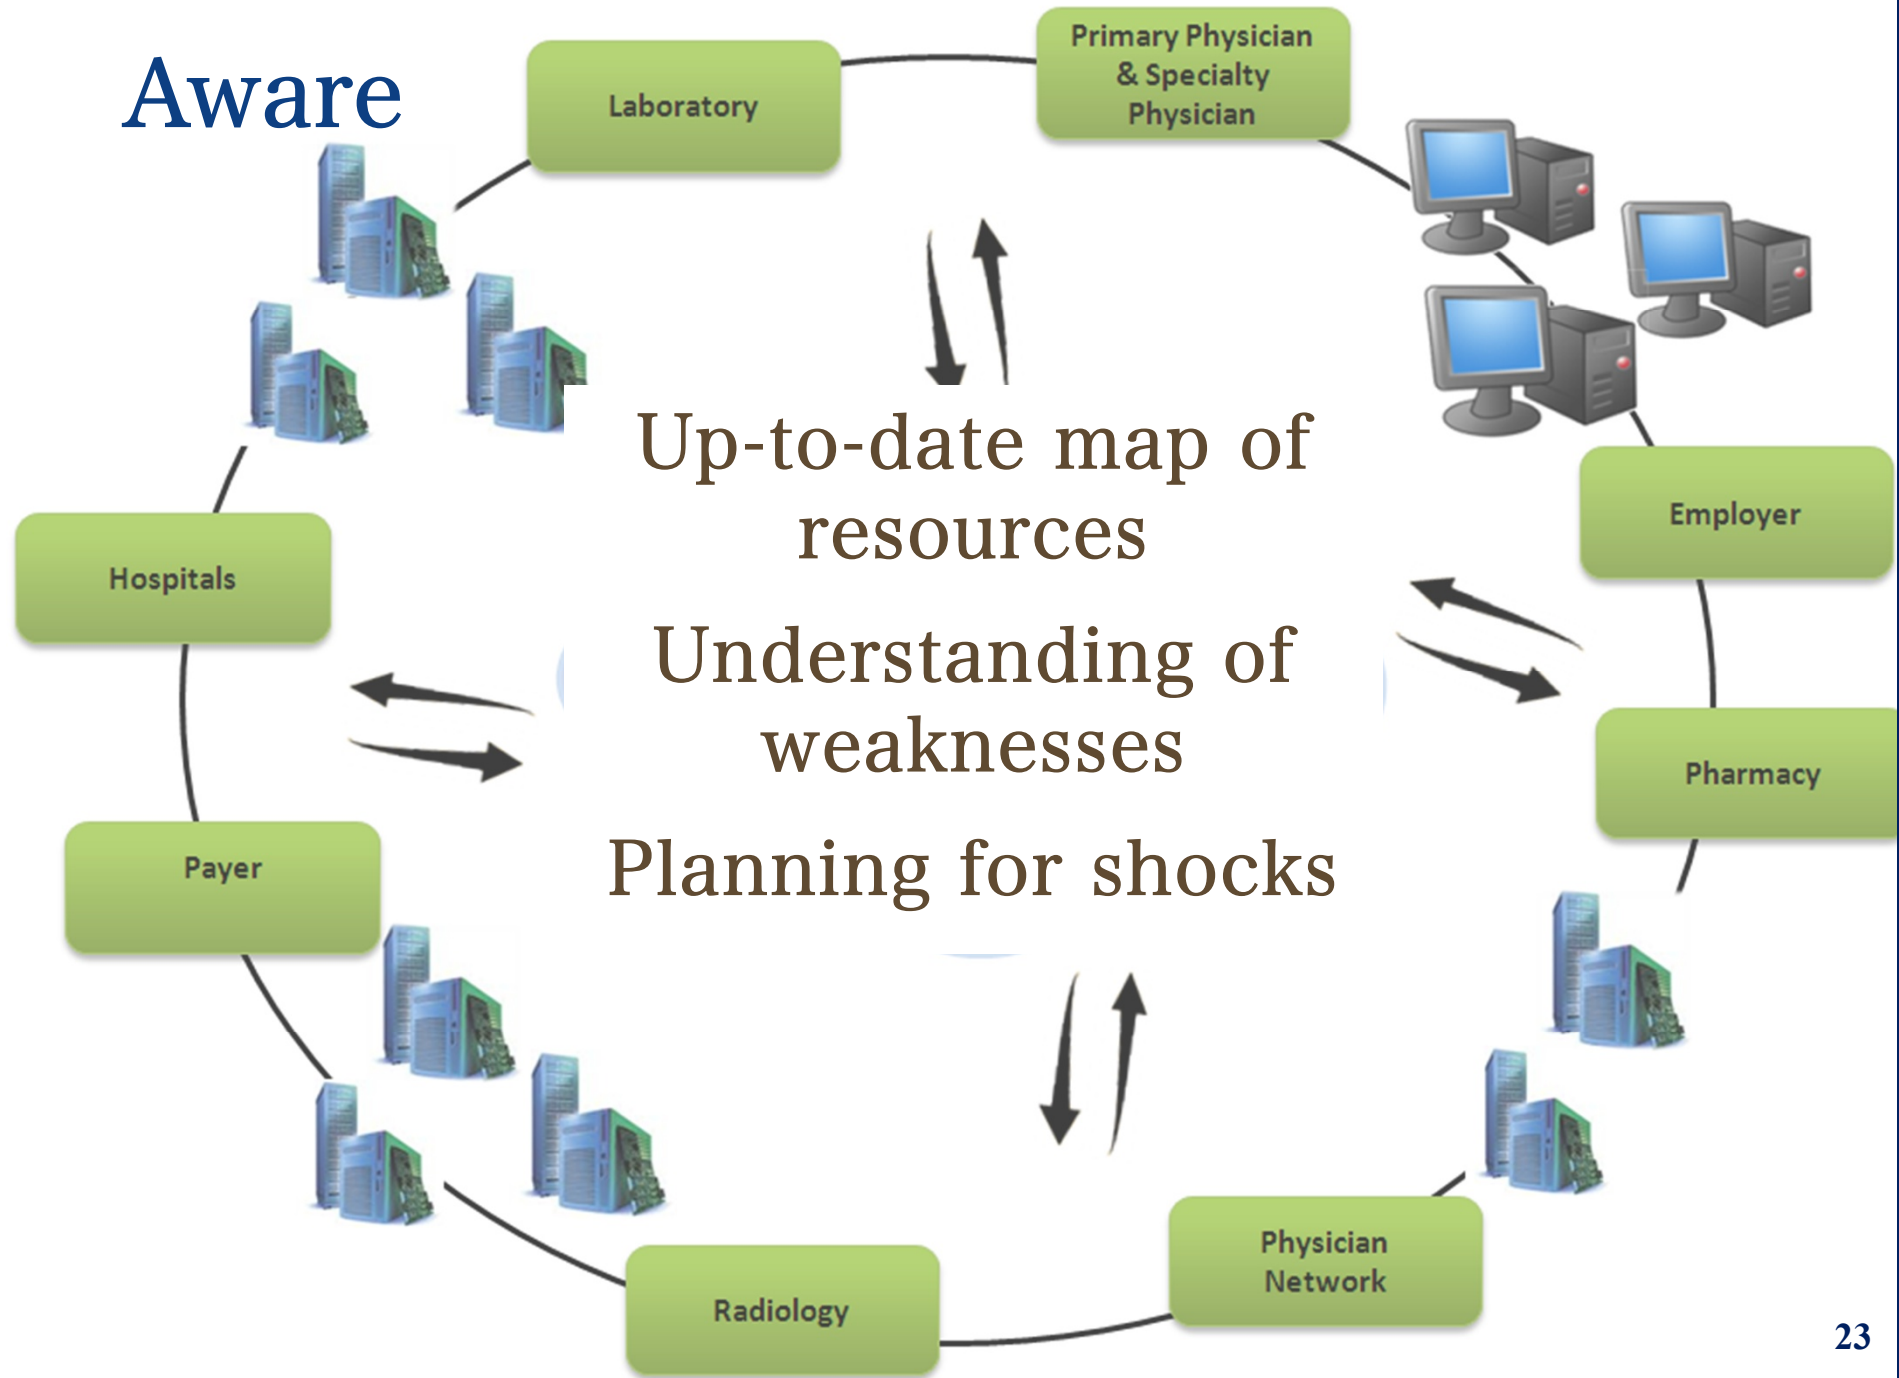 Aware
Laboratory
Primary Physician
& Specialty
Physician
Up-to-date map of
resources
Employer
Hospitals
Understanding of
weaknesses
Pharmacy
Payer
Planning for shocks
Physician
Network
Radiology
23